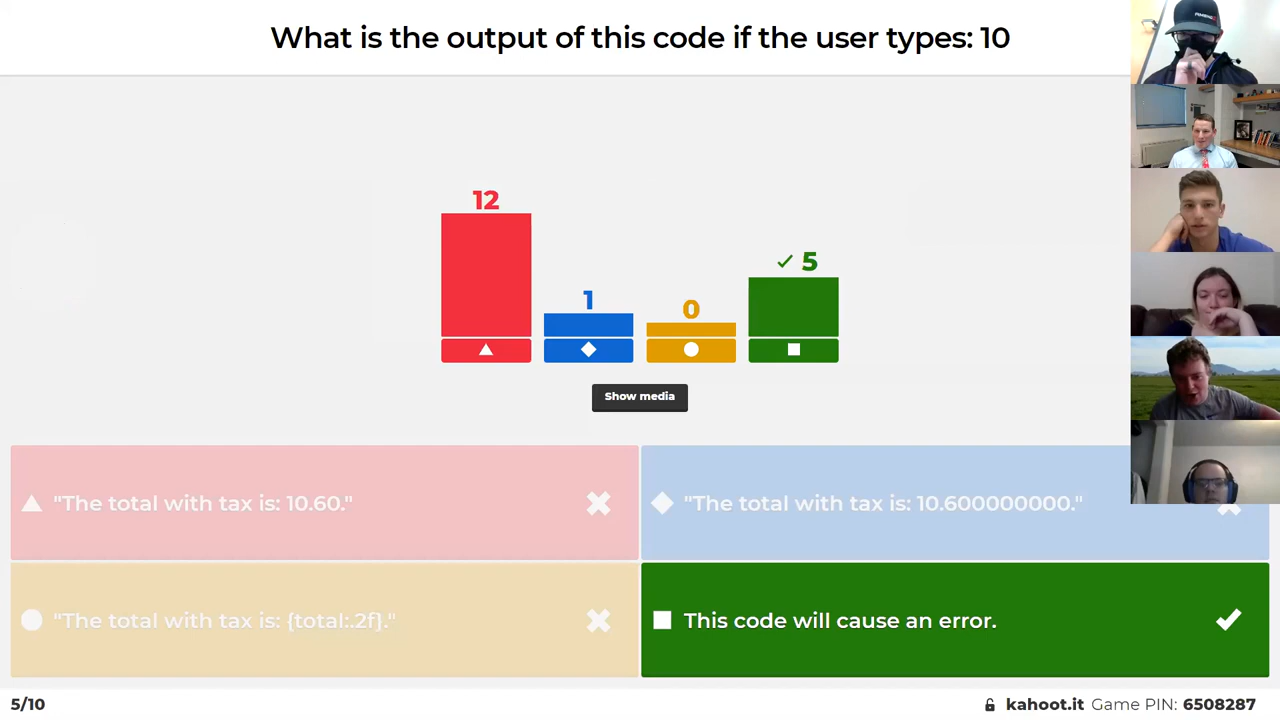 What is the output of this code if the user types: 10
12
1
0
5
Show media
"The total with tax is: 10.60."
"The total with tax is: 10.600000000."
"The total with tax is: {total:.2f}."
This code will cause an error.
5/10
kahoot.it Game PIN: 6508287